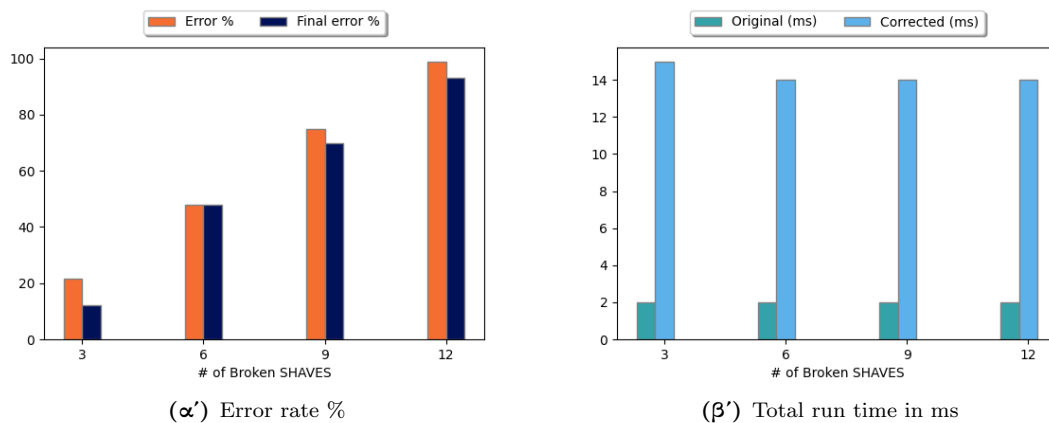 Error % Final error %
100
80
60
40
20
0
3 6 9 12
# of Broken SHAVES
(α′) Error rate %
Original (ms) Corrected (ms)
14
12
10
8
6
4
2
0
3 6 9 12
# of Broken SHAVES
(β′) Total run time in ms